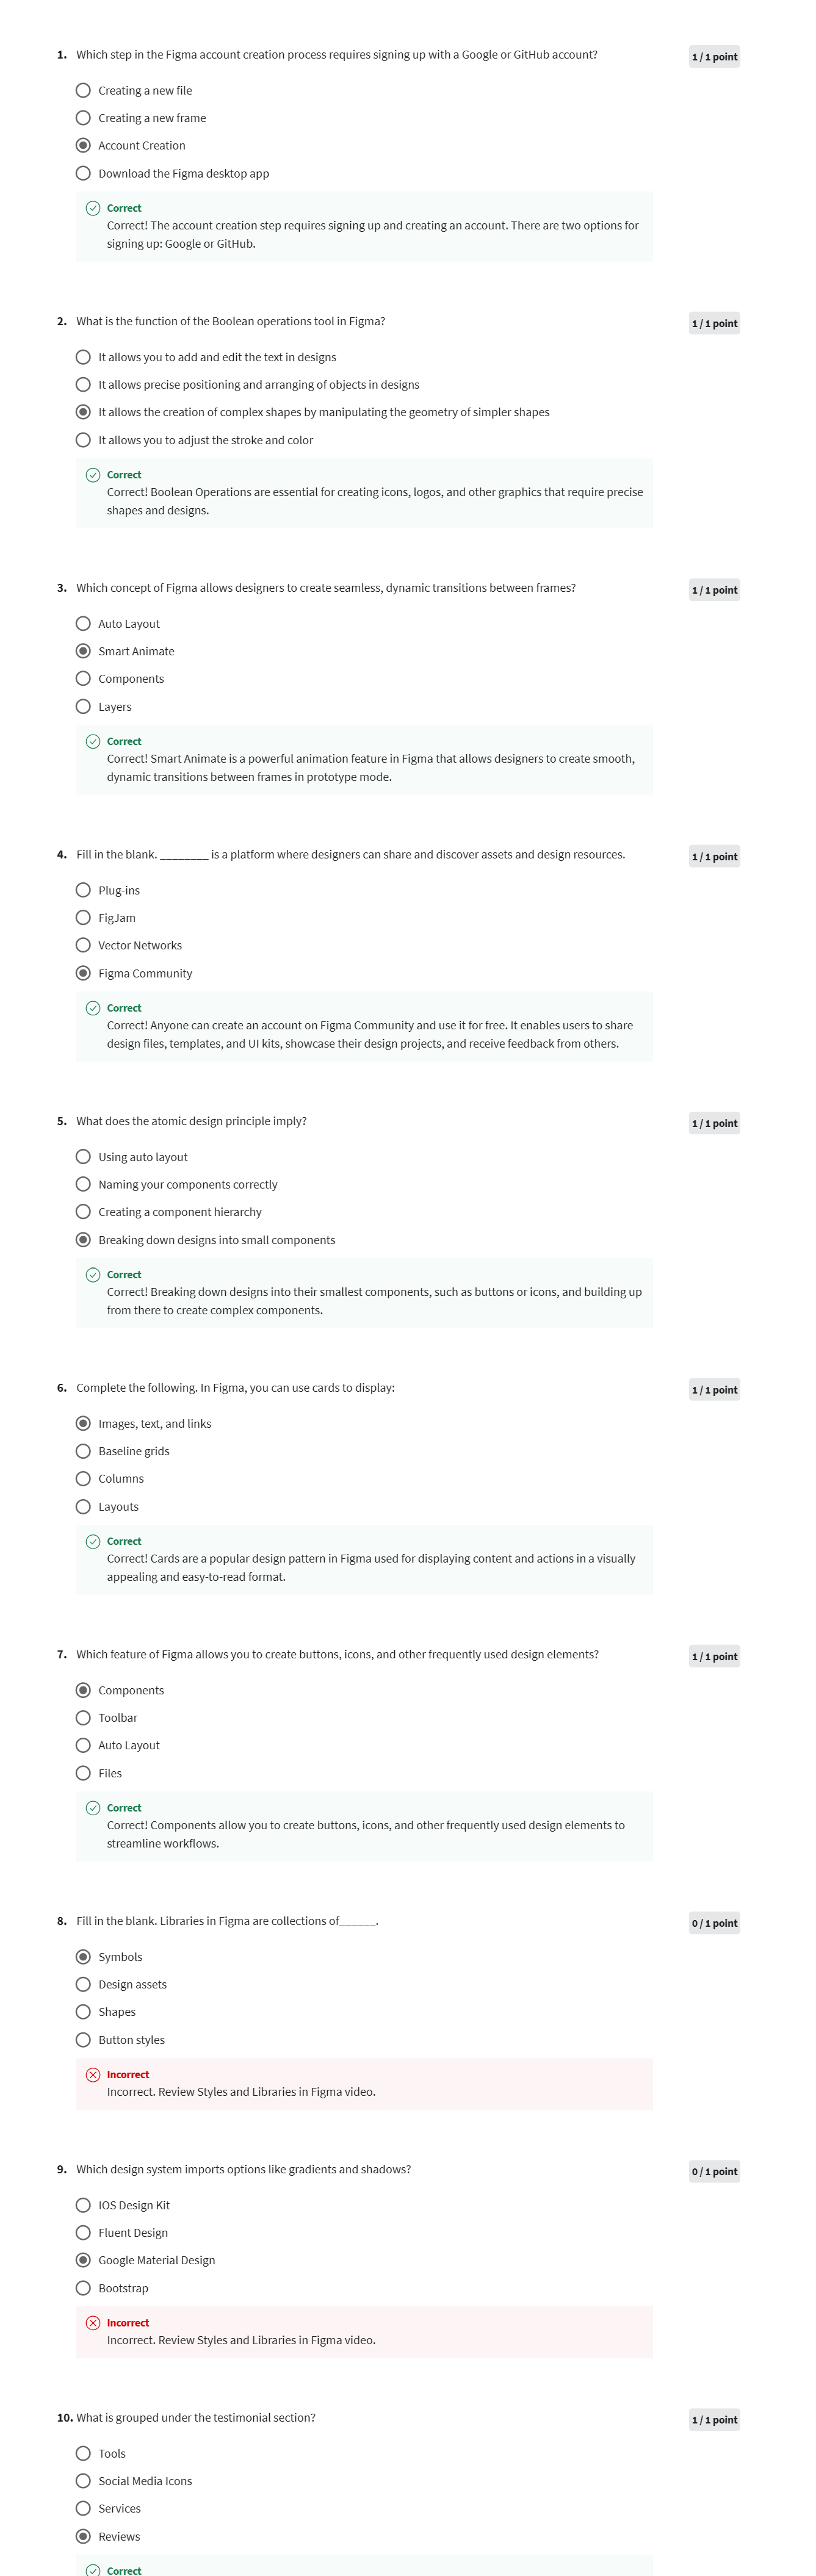 1. Which step in the Figma account creation process requires signing up with a Google or GitHub account?
1 / 1 point
Creating a new file
Creating a new frame
Account Creation
Download the Figma desktop app
Correct
Correct! The account creation step requires signing up and creating an account. There are two options for
signing up: Google or GitHub.
2. What is the function of the Boolean operations tool in Figma?
1 / 1 point
It allows you to add and edit the text in designs
It allows precise positioning and arranging of objects in designs
It allows the creation of complex shapes by manipulating the geometry of simpler shapes
It allows you to adjust the stroke and color
Correct
Correct! Boolean Operations are essential for creating icons, logos, and other graphics that require precise
shapes and designs.
3. Which concept of Figma allows designers to create seamless, dynamic transitions between frames?
1 / 1 point
Auto Layout
Smart Animate
Components
Layers
Correct
Correct! Smart Animate is a powerful animation feature in Figma that allows designers to create smooth,
dynamic transitions between frames in prototype mode.
4. Fill in the blank. ________ is a platform where designers can share and discover assets and design resources.
1 / 1 point
Plug-ins
FigJam
Vector Networks
Figma Community
Correct
Correct! Anyone can create an account on Figma Community and use it for free. It enables users to share
design files, templates, and UI kits, showcase their design projects, and receive feedback from others.
5. What does the atomic design principle imply?
1 / 1 point
Using auto layout
Naming your components correctly
Creating a component hierarchy
Breaking down designs into small components
Correct
Correct! Breaking down designs into their smallest components, such as buttons or icons, and building up
from there to create complex components.
6. Complete the following. In Figma, you can use cards to display:
1 / 1 point
Images, text, and links
Baseline grids
Columns
Layouts
Correct
Correct! Cards are a popular design pattern in Figma used for displaying content and actions in a visually
appealing and easy-to-read format.
7. Which feature of Figma allows you to create buttons, icons, and other frequently used design elements?
1 / 1 point
Components
Toolbar
Auto Layout
Files
Correct
Correct! Components allow you to create buttons, icons, and other frequently used design elements to
streamline workflows.
8. Fill in the blank. Libraries in Figma are collections of______.
0 / 1 point
Symbols
Design assets
Shapes
Button styles
Incorrect
Incorrect. Review Styles and Libraries in Figma video.
9. Which design system imports options like gradients and shadows?
0 / 1 point
IOS Design Kit
Fluent Design
Google Material Design
Bootstrap
Incorrect
Incorrect. Review Styles and Libraries in Figma video.
10. What is grouped under the testimonial section?
1 / 1 point
Tools
Social Media Icons
Services
Reviews
Correct